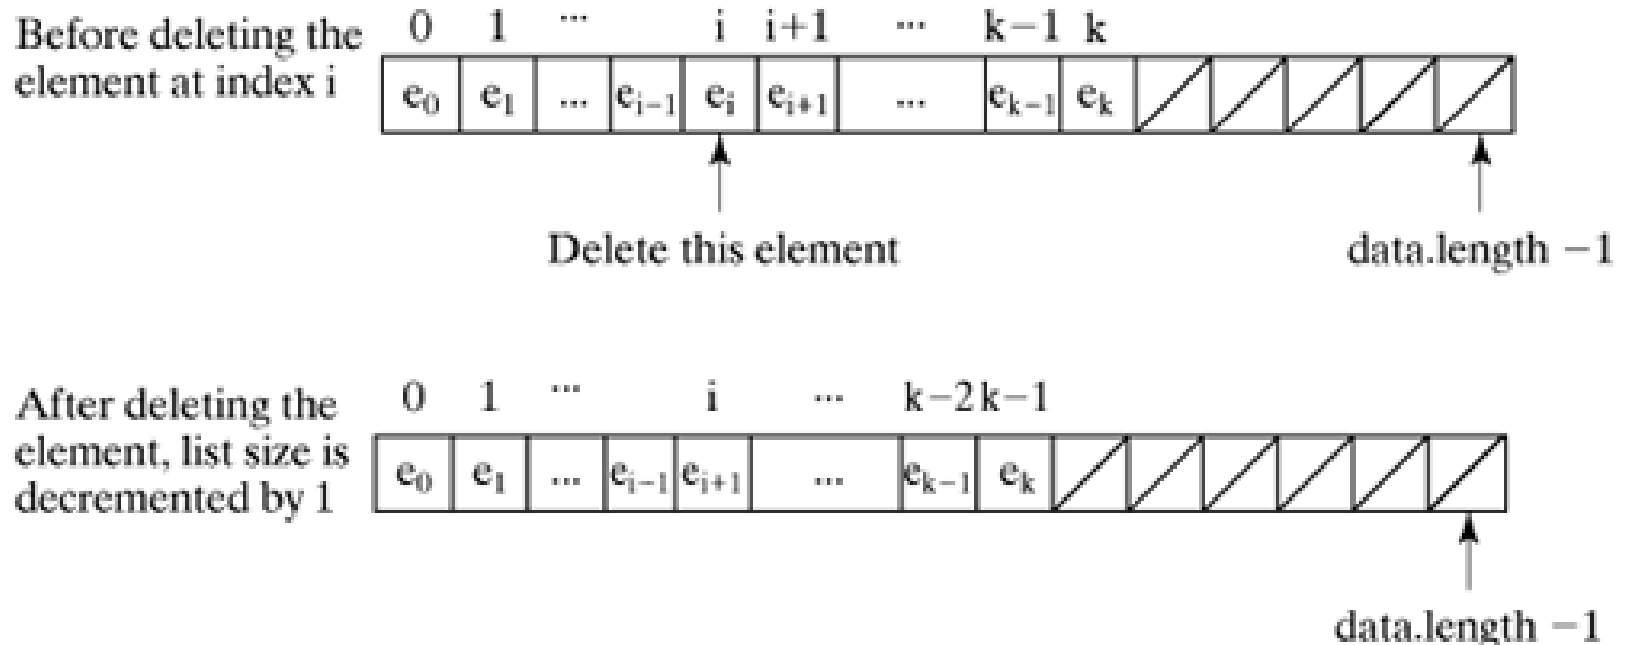 Before deleting the
element at index i
0 1 ... i i+1 ... k−1 k
e₀ e₁ ... eᵢ₋₁ eᵢ eᵢ₊₁ ... eₖ₋₁ eₖ
Delete this element
data.length −1
After deleting the
element, list size is
decremented by 1
0 1 ... i ... k−2 k−1
e₀ e₁ ... eᵢ₋₁ eᵢ₊₁ ... eₖ₋₁ eₖ
data.length −1